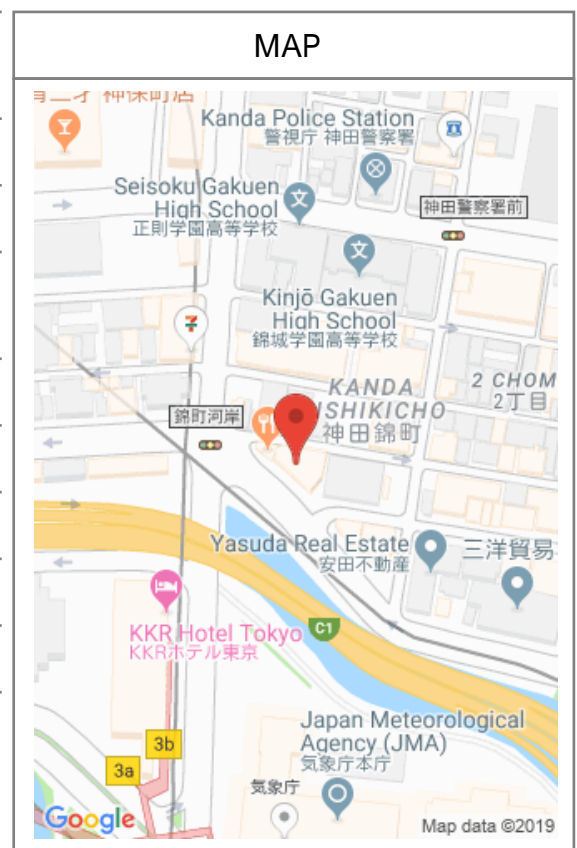 MAP
神保町店
Kanda Police Station
警視庁 神田警察署
Seisoku Gakuen
High School
正則学園高等学校
神田警察署前
Kinjō Gakuen
High School
錦城学園高等学校
KANDA
2 CHOM
2丁目
ISHIKICHO
神田錦町
錦町河岸
Yasuda Real Estate
安田不動産
三洋貿易
KKR Hotel Tokyo
KKRホテル東京
C1
Japan Meteorological
Agency (JMA)
気象庁本庁
3b
3a
気象庁
Google
Map data ©2019